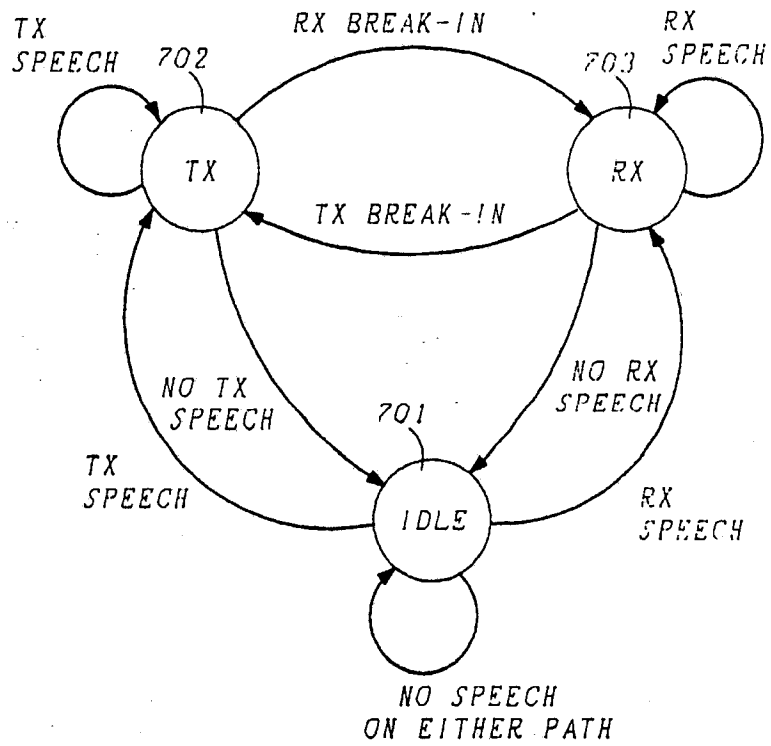 TX
SPEECH
702
RX BREAK-IN
703
RX
SPEECH
TX
RX
TX BREAK-IN
NO TX
SPEECH
NO RX
SPEECH
701
TX
SPEECH
IDLE
RX
SPEECH
NO SPEECH
ON EITHER PATH